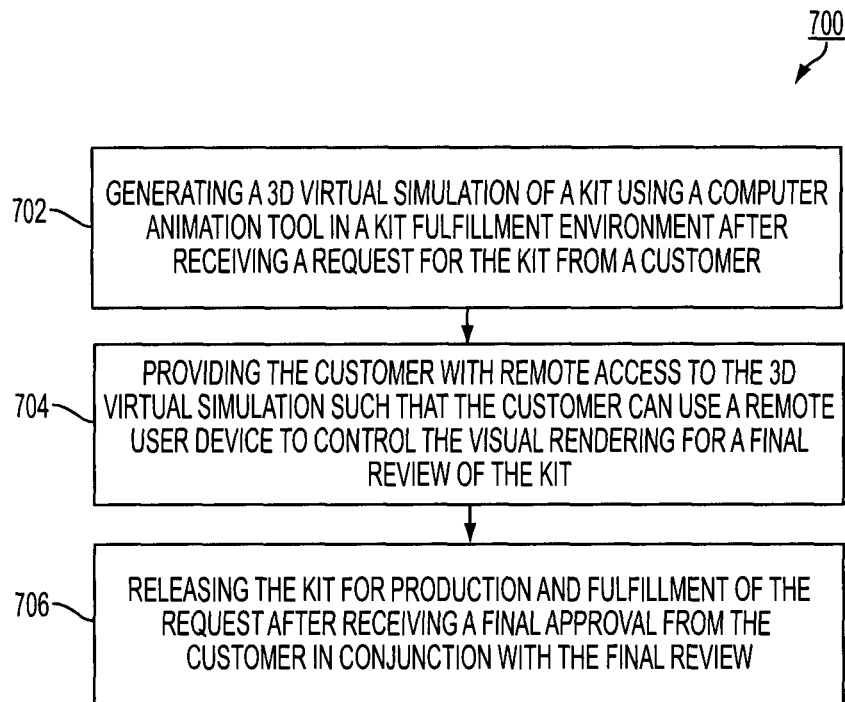 700
702
GENERATING A 3D VIRTUAL SIMULATION OF A KIT USING A COMPUTER
ANIMATION TOOL IN A KIT FULFILLMENT ENVIRONMENT AFTER
RECEIVING A REQUEST FOR THE KIT FROM A CUSTOMER
704
PROVIDING THE CUSTOMER WITH REMOTE ACCESS TO THE 3D
VIRTUAL SIMULATION SUCH THAT THE CUSTOMER CAN USE A REMOTE
USER DEVICE TO CONTROL THE VISUAL RENDERING FOR A FINAL
REVIEW OF THE KIT
706
RELEASING THE KIT FOR PRODUCTION AND FULFILLMENT OF THE
REQUEST AFTER RECEIVING A FINAL APPROVAL FROM THE
CUSTOMER IN CONJUNCTION WITH THE FINAL REVIEW